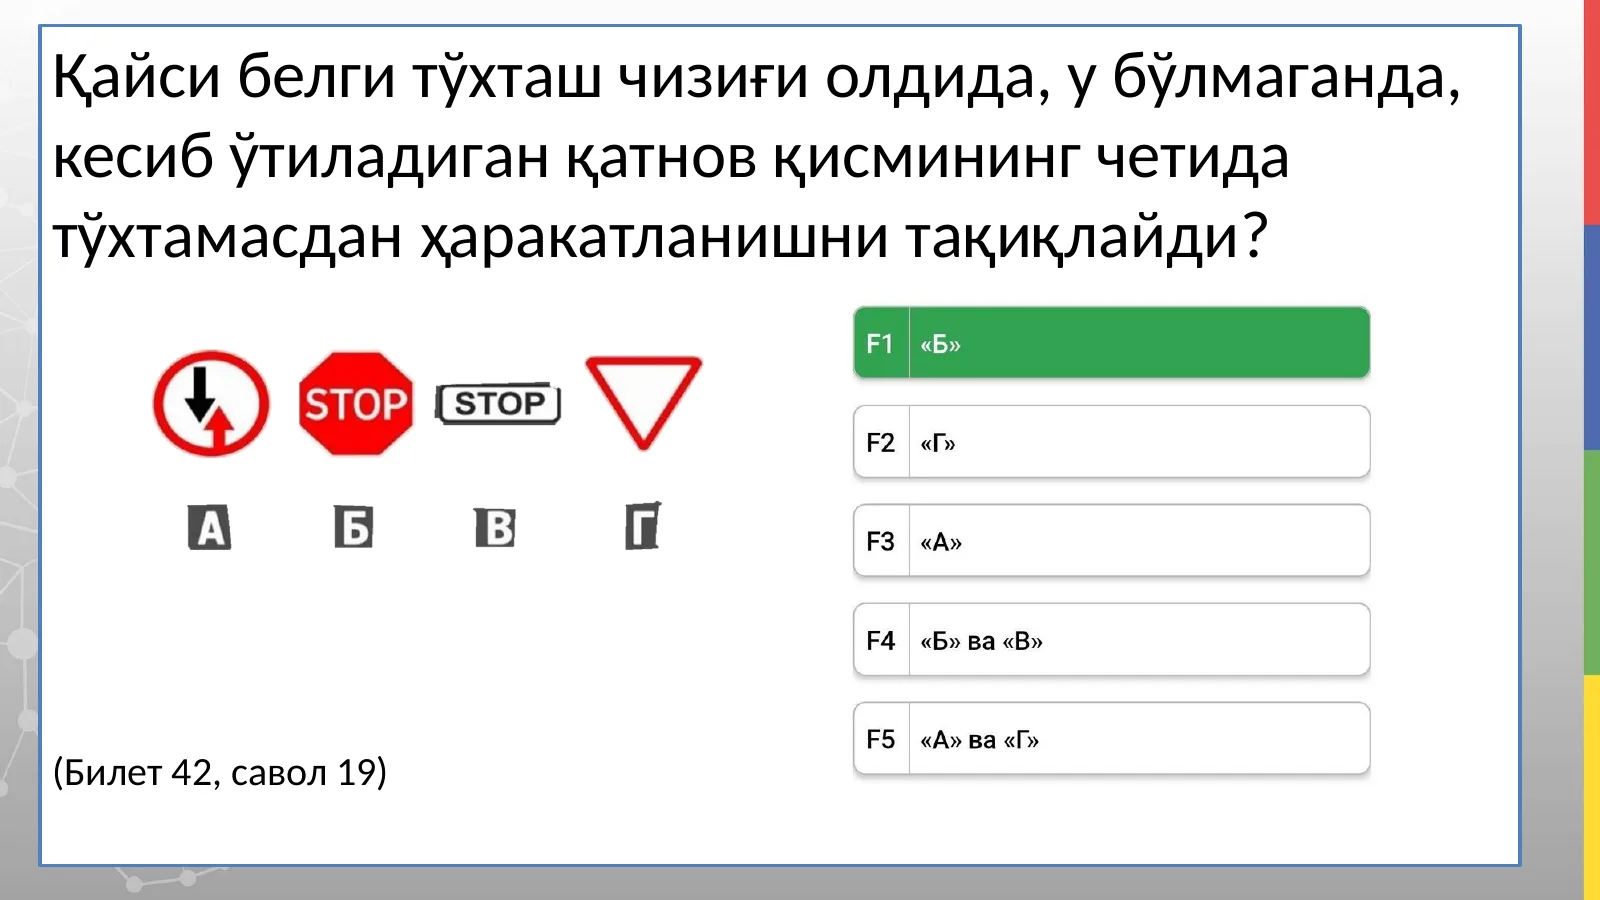 Қайси белги тўхташ чизиғи олдида, у бўлмаганда,
кесиб ўтиладиган қатнов қисмининг четида
тўхтамасдан ҳаракатланишни тақиқлайди?
STOP STOP
А Б В Г
F1 «Б»
F2 «Г»
F3 «А»
F4 «Б» ва «В»
F5 «А» ва «Г»
(Билет 42, савол 19)